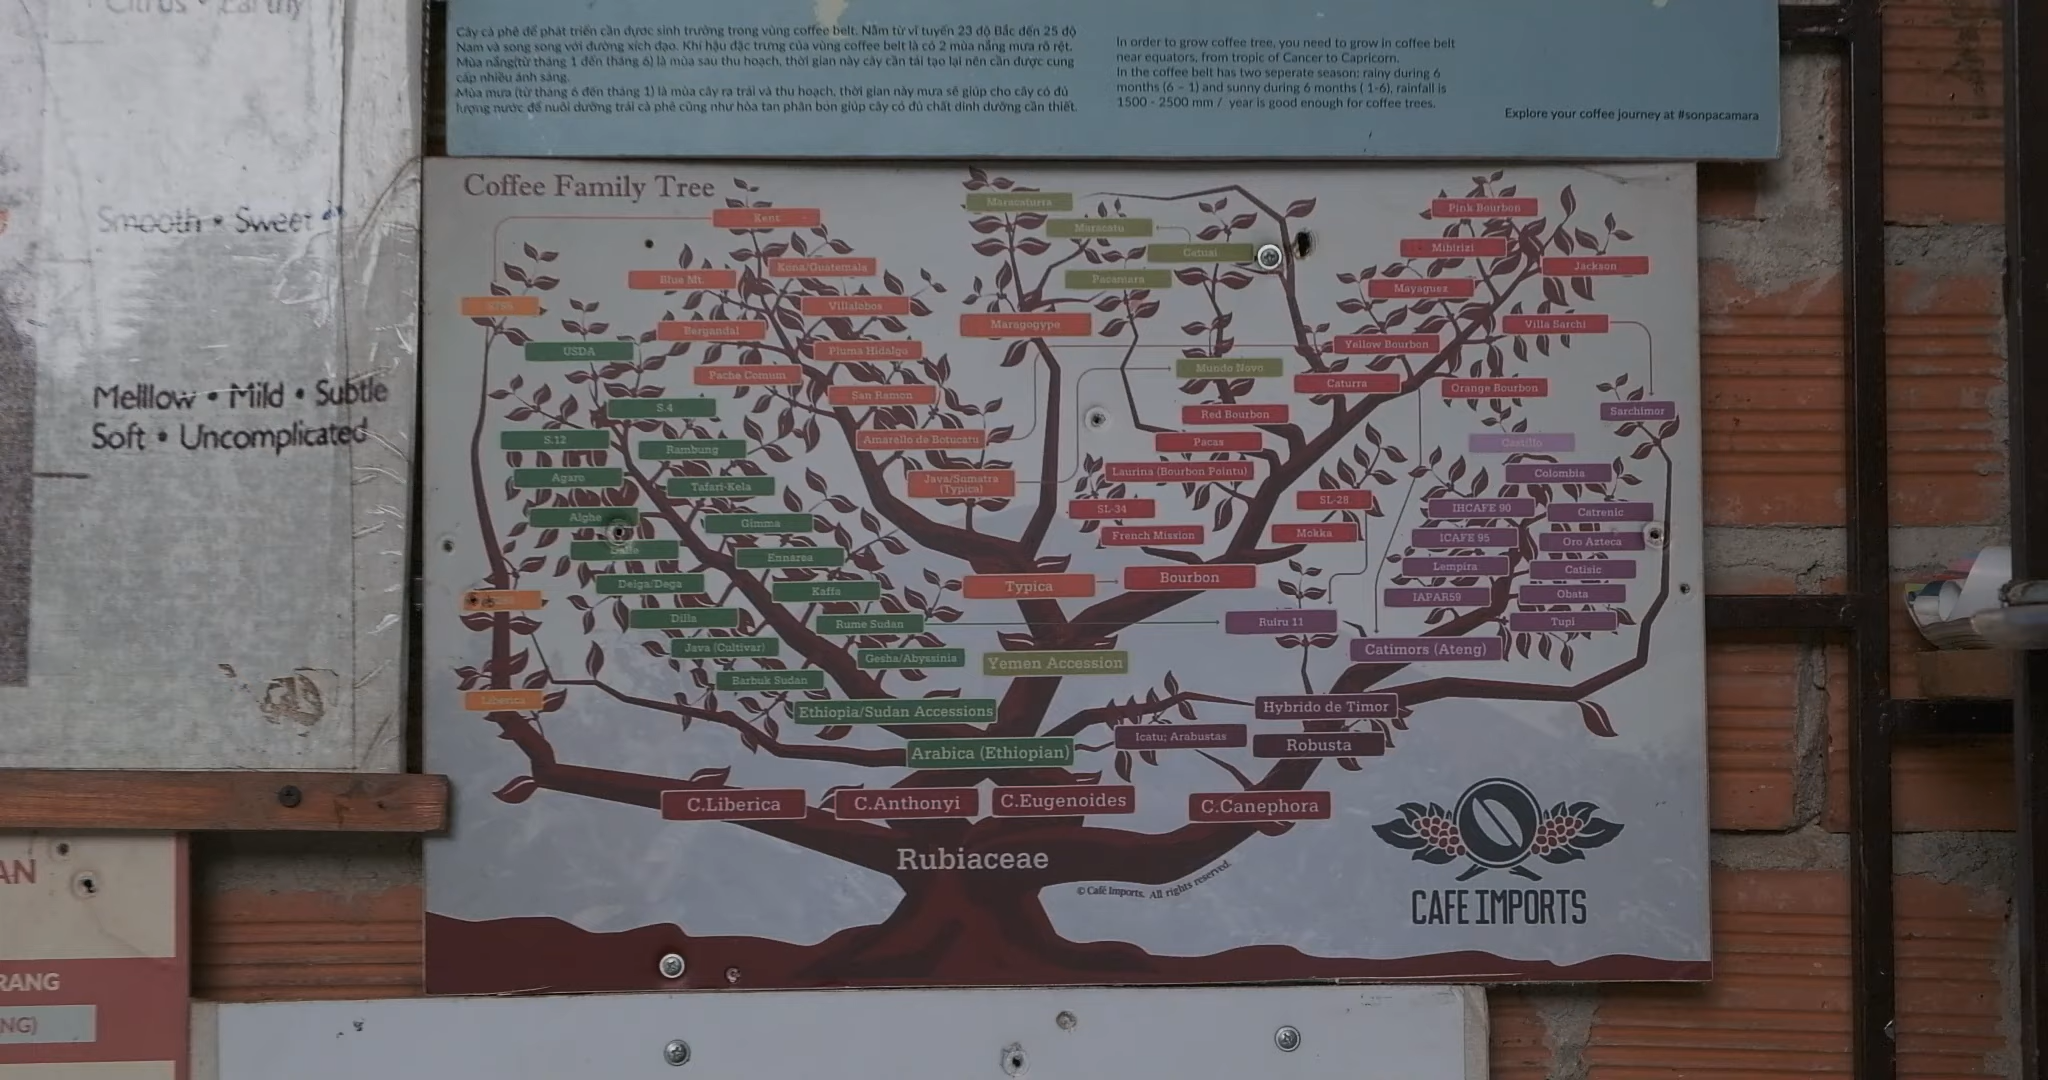 Cây cà phê để phát triển cần được sinh trưởng trong vùng coffee belt. Nằm từ vĩ tuyến 23 độ Bắc đến 25 độ
Nam và song song với đường xích đạo. Khí hậu đặc trưng của vùng coffee belt là có 2 mùa nắng mưa rõ rệt.
Mùa nắng(từ tháng 1 đến tháng 6) là mùa sau thu hoạch, thời gian này cây cần tái tạo lại nên cần được cung
cấp nhiều ánh sáng.
Mùa mưa (từ tháng 6 đến tháng 1) là mùa cây ra trái và thu hoạch, thời gian này mưa sẽ giúp cho cây có đủ
lượng nước để nuôi dưỡng trái cà phê cũng như hòa tan phân bón giúp cây có đủ chất dinh dưỡng cần thiết.
In order to grow coffee tree, you need to grow in coffee belt
near equators, from tropic of Cancer to Capricorn.
In the coffee belt has two seperate season: rainy during 6
months (6 – 1) and sunny during 6 months ( 1-6), rainfall is
1500 - 2500 mm / year is good enough for coffee trees.
Explore your coffee journey at #sonpacamara
Citrus • Earthy
Smooth • Sweet
Melllow • Mild • Subtle
Soft • Uncomplicated
Coffee Family Tree
Kent
Maracaturra
Maracatu
Catuai
Pacamara
Pink Bourbon
Mibirizi
Jackson
Mayaguez
Kona/Guatemala
Blue Mt.
Villalobos
Bergandal
Maragogype
Villa Sarchi
USDA
Pluma Hidalgo
Yellow Bourbon
Pache Comum
Mundo Novo
Caturra
Orange Bourbon
San Ramon
S.4
Red Bourbon
Sarchimor
S.12
Rambung
Amarello de Botucatu
Pacas
Castillo
Agaro
Tafari-Kela
Java/Sumatra
(Typica)
Laurina (Bourbon Pointu)
Colombia
SL-28
SL-34
IHCAFE 90
Catrenic
Alghe
Gimma
French Mission
Mokka
ICAFE 95
Oro Azteca
Ennarea
Lempira
Catisic
Deiga/Dega
Kaffa
Typica
Bourbon
IAPAR59
Obata
Dilla
Rume Sudan
Ruiru 11
Tupi
Java (Cultivar)
Gesha/Abyssinia
Yemen Accession
Catimors (Ateng)
Barbuk Sudan
Liberica
Ethiopia/Sudan Accessions
Hybrido de Timor
Icatu; Arabustas
Robusta
Arabica (Ethiopian)
C.Liberica
C.Anthonyi
C.Eugenoides
C.Canephora
Rubiaceae
© Café Imports. All rights reserved.
CAFE IMPORTS
AN
RANG
NG)